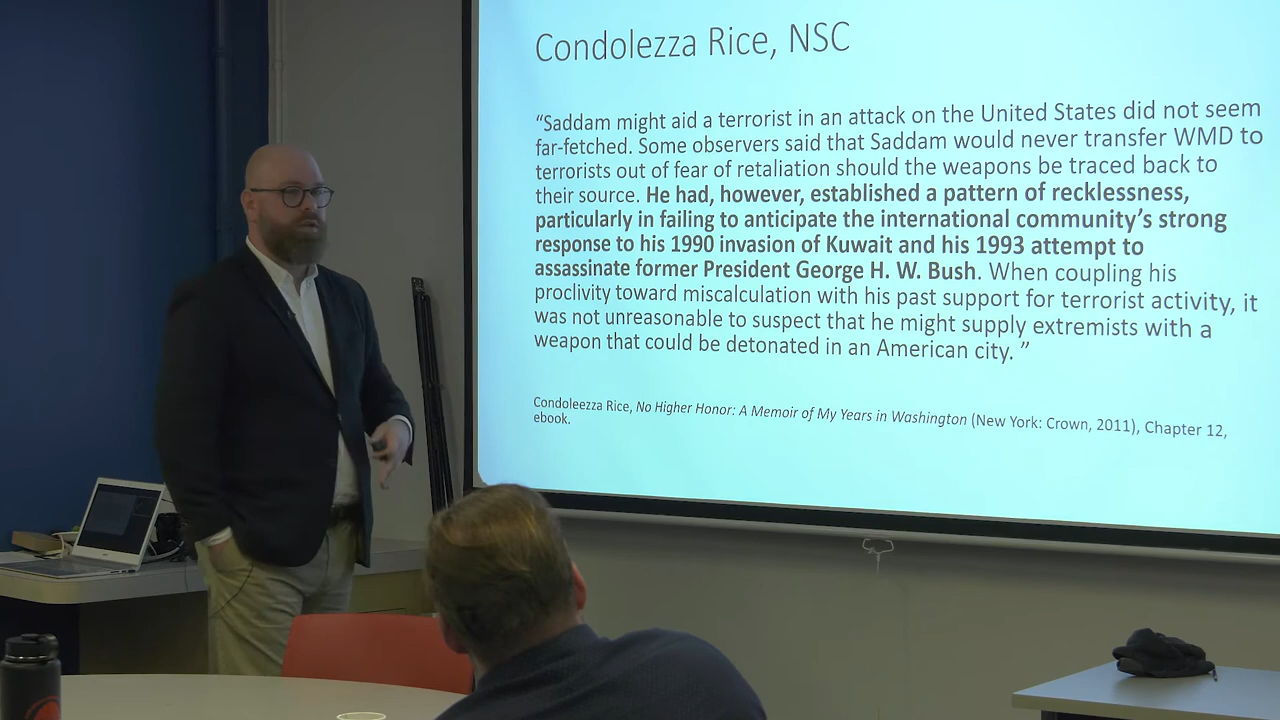 Condolezza Rice, NSC
“Saddam might aid a terrorist in an attack on the United States did not seem
far-fetched. Some observers said that Saddam would never transfer WMD to
terrorists out of fear of retaliation should the weapons be traced back to
their source. He had, however, established a pattern of recklessness,
particularly in failing to anticipate the international community’s strong
response to his 1990 invasion of Kuwait and his 1993 attempt to
assassinate former President George H. W. Bush. When coupling his
proclivity toward miscalculation with his past support for terrorist activity, it
was not unreasonable to suspect that he might supply extremists with a
weapon that could be detonated in an American city. ”
Condoleezza Rice, No Higher Honor: A Memoir of My Years in Washington (New York: Crown, 2011), Chapter 12,
ebook.